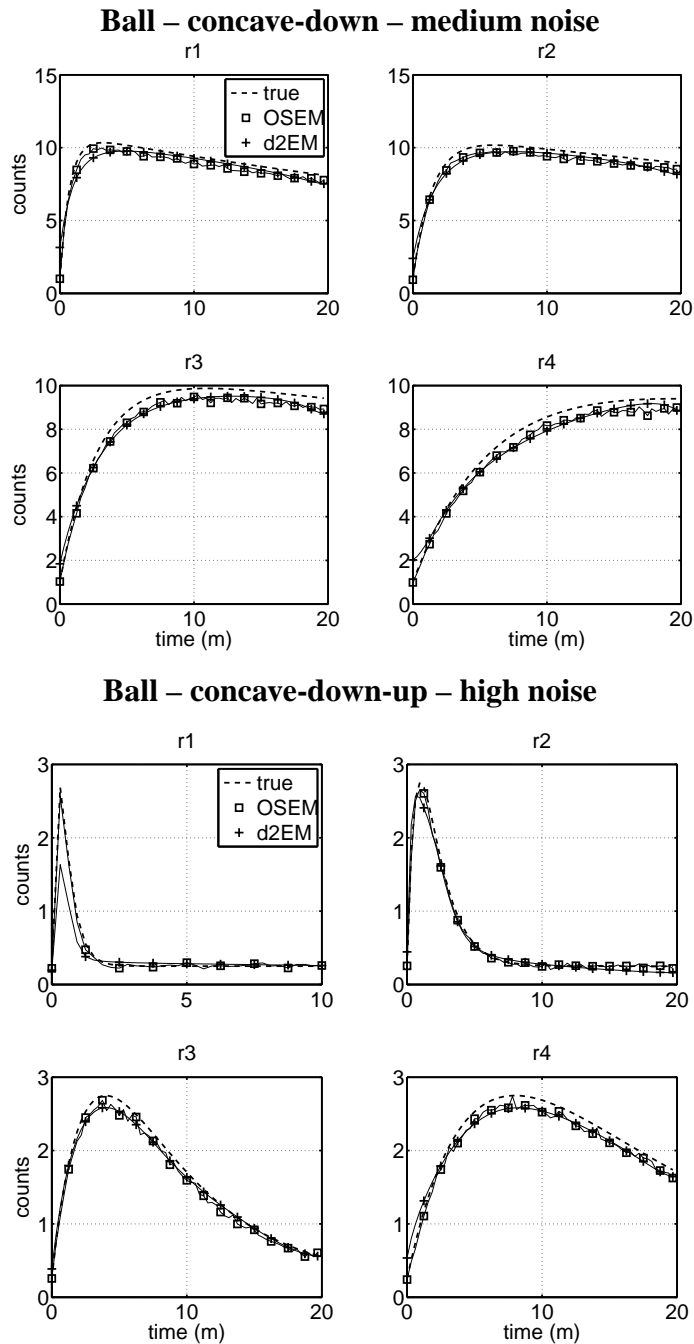 Ball – concave-down – medium noise
r1
15
10
5
0
counts
0 10 20
true
OSEM
d2EM
r2
15
10
5
0
0 10 20
r3
10
8
6
4
2
0
counts
0 10 20
time (m)
r4
10
8
6
4
2
0
0 10 20
time (m)
Ball – concave-down-up – high noise
r1
3
2
1
0
counts
0 5 10
true
OSEM
d2EM
r2
3
2
1
0
0 10 20
r3
3
2
1
0
counts
0 10 20
time (m)
r4
3
2
1
0
0 10 20
time (m)